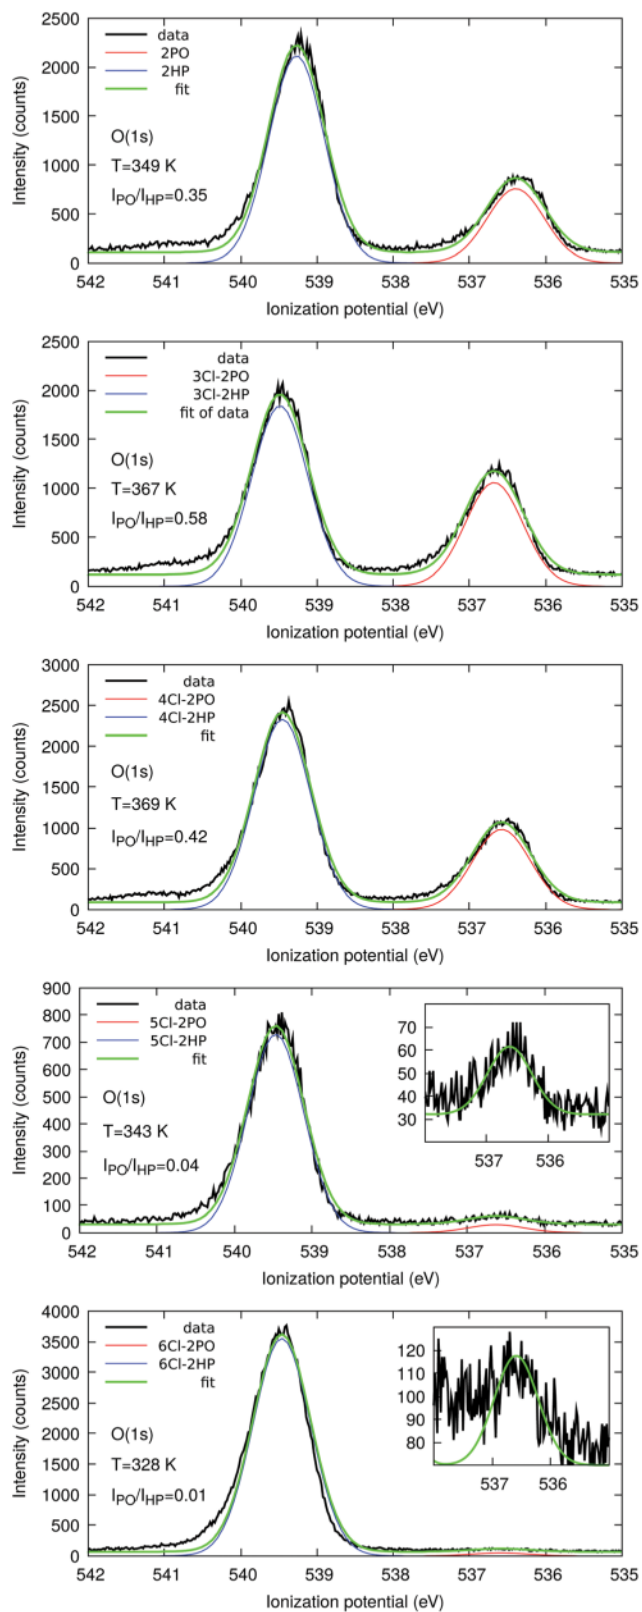 2500
2000
1500
1000
500
0
Intensity (counts)
data
2PO
2HP
fit
O(1s)
T=349 K
IPO/IHP=0.35
542 541 540 539 538 537 536 535
Ionization potential (eV)
2500
2000
1500
1000
500
0
Intensity (counts)
data
3Cl-2PO
3Cl-2HP
fit of data
O(1s)
T=367 K
IPO/IHP=0.58
542 541 540 539 538 537 536 535
Ionization potential (eV)
3000
2500
2000
1500
1000
500
0
Intensity (counts)
data
4Cl-2PO
4Cl-2HP
fit
O(1s)
T=369 K
IPO/IHP=0.42
542 541 540 539 538 537 536 535
Ionization potential (eV)
900
800
700
600
500
400
300
200
100
0
Intensity (counts)
data
5Cl-2PO
5Cl-2HP
fit
O(1s)
T=343 K
IPO/IHP=0.04
70
60
50
40
30
537 536
542 541 540 539 538 537 536 535
Ionization potential (eV)
4000
3500
3000
2500
2000
1500
1000
500
0
Intensity (counts)
data
6Cl-2PO
6Cl-2HP
fit
O(1s)
T=328 K
IPO/IHP=0.01
120
110
100
90
80
537 536
542 541 540 539 538 537 536 535
Ionization potential (eV)